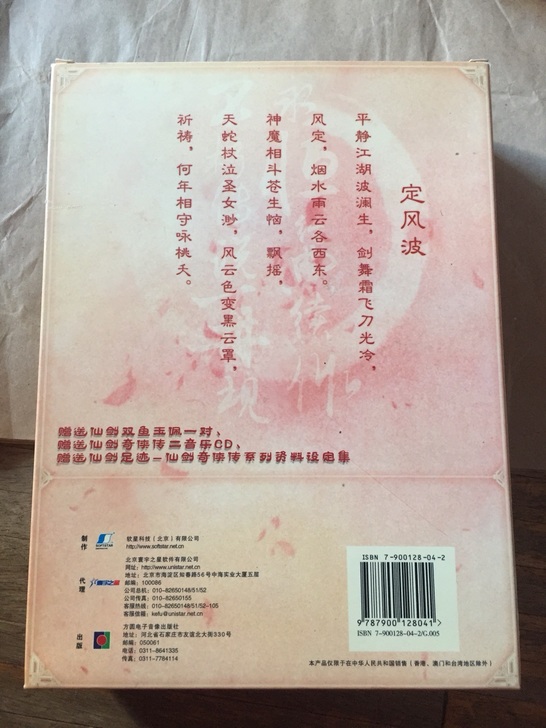 定风波
平静江湖波澜生，剑舞霜飞刀光冷，
风定，烟水雨云各西东。
神魔相斗苍生恼，飘摇，
天蛇杖泣圣女渺，风云色变黑云罩，
祈祷，何年相守咏桃夭。
赠送仙剑双鱼玉佩一对、
赠送仙剑奇侠传二音乐CD、
赠送仙剑足迹－仙剑奇侠传系列资料设定集
制作
SOFTSTAR
软星科技（北京）有限公司
http://www.softstar.net.cn
代理
北京寰宇之星软件有限公司
网址：http://www.unistar.net.cn
地址：北京市海淀区知春路56号中海实业大厦五层
邮编：100086
公司总机：010-82650148/51/52
公司传真：010-82650155
客服热线：010-82650148/51/52-105
客服信箱：kefu@unistar.net.cn
出版
方圆电子音像出版社
地址：河北省石家庄市友谊北大街330号
邮编：050061
电话：0311-8641335
传真：0311-7764114
ISBN 7-900128-04-2
9787900128041
ISBN 7-900128-04-2/G.005
本产品仅限于在中华人民共和国销售（香港、澳门和台湾地区除外）